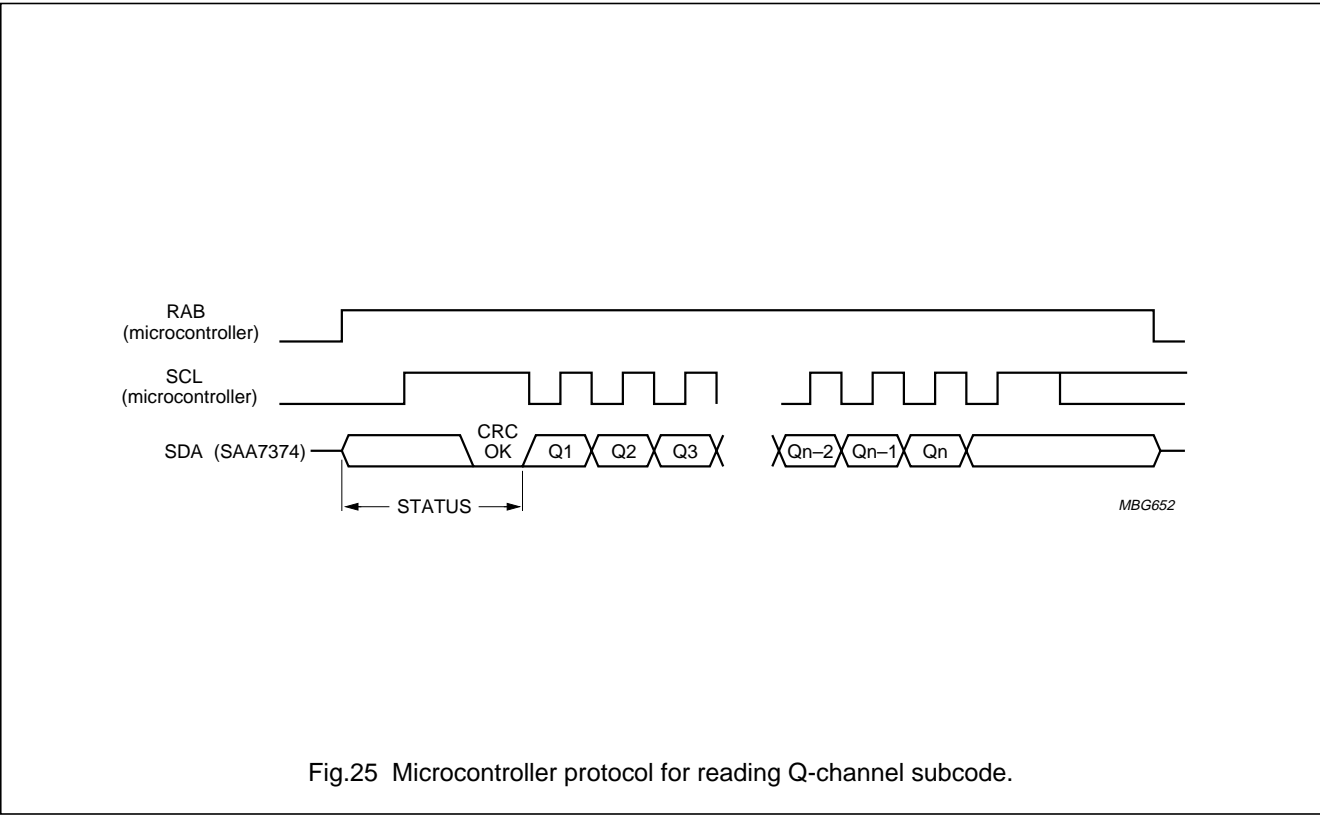 RAB
(microcontroller)
SCL
(microcontroller)
SDA (SAA7374)
CRC
OK
Q1
Q2
Q3
Qn–2
Qn–1
Qn
STATUS
MBG652
Fig.25 Microcontroller protocol for reading Q-channel subcode.